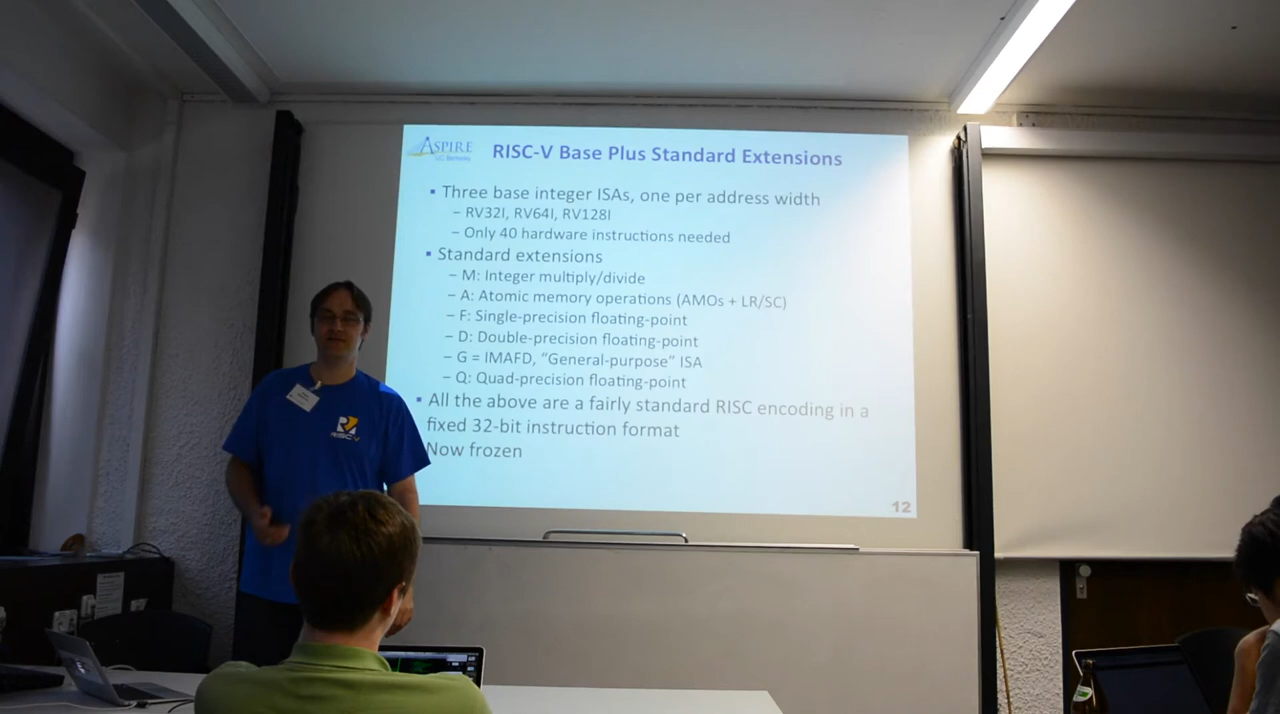 ASPIRE
UC Berkeley
RISC-V Base Plus Standard Extensions
▪ Three base integer ISAs, one per address width
– RV32I, RV64I, RV128I
– Only 40 hardware instructions needed
▪ Standard extensions
– M: Integer multiply/divide
– A: Atomic memory operations (AMOs + LR/SC)
– F: Single-precision floating-point
– D: Double-precision floating-point
– G = IMAFD, “General-purpose” ISA
– Q: Quad-precision floating-point
▪ All the above are a fairly standard RISC encoding in a
fixed 32-bit instruction format
Now frozen
12
RISC-V